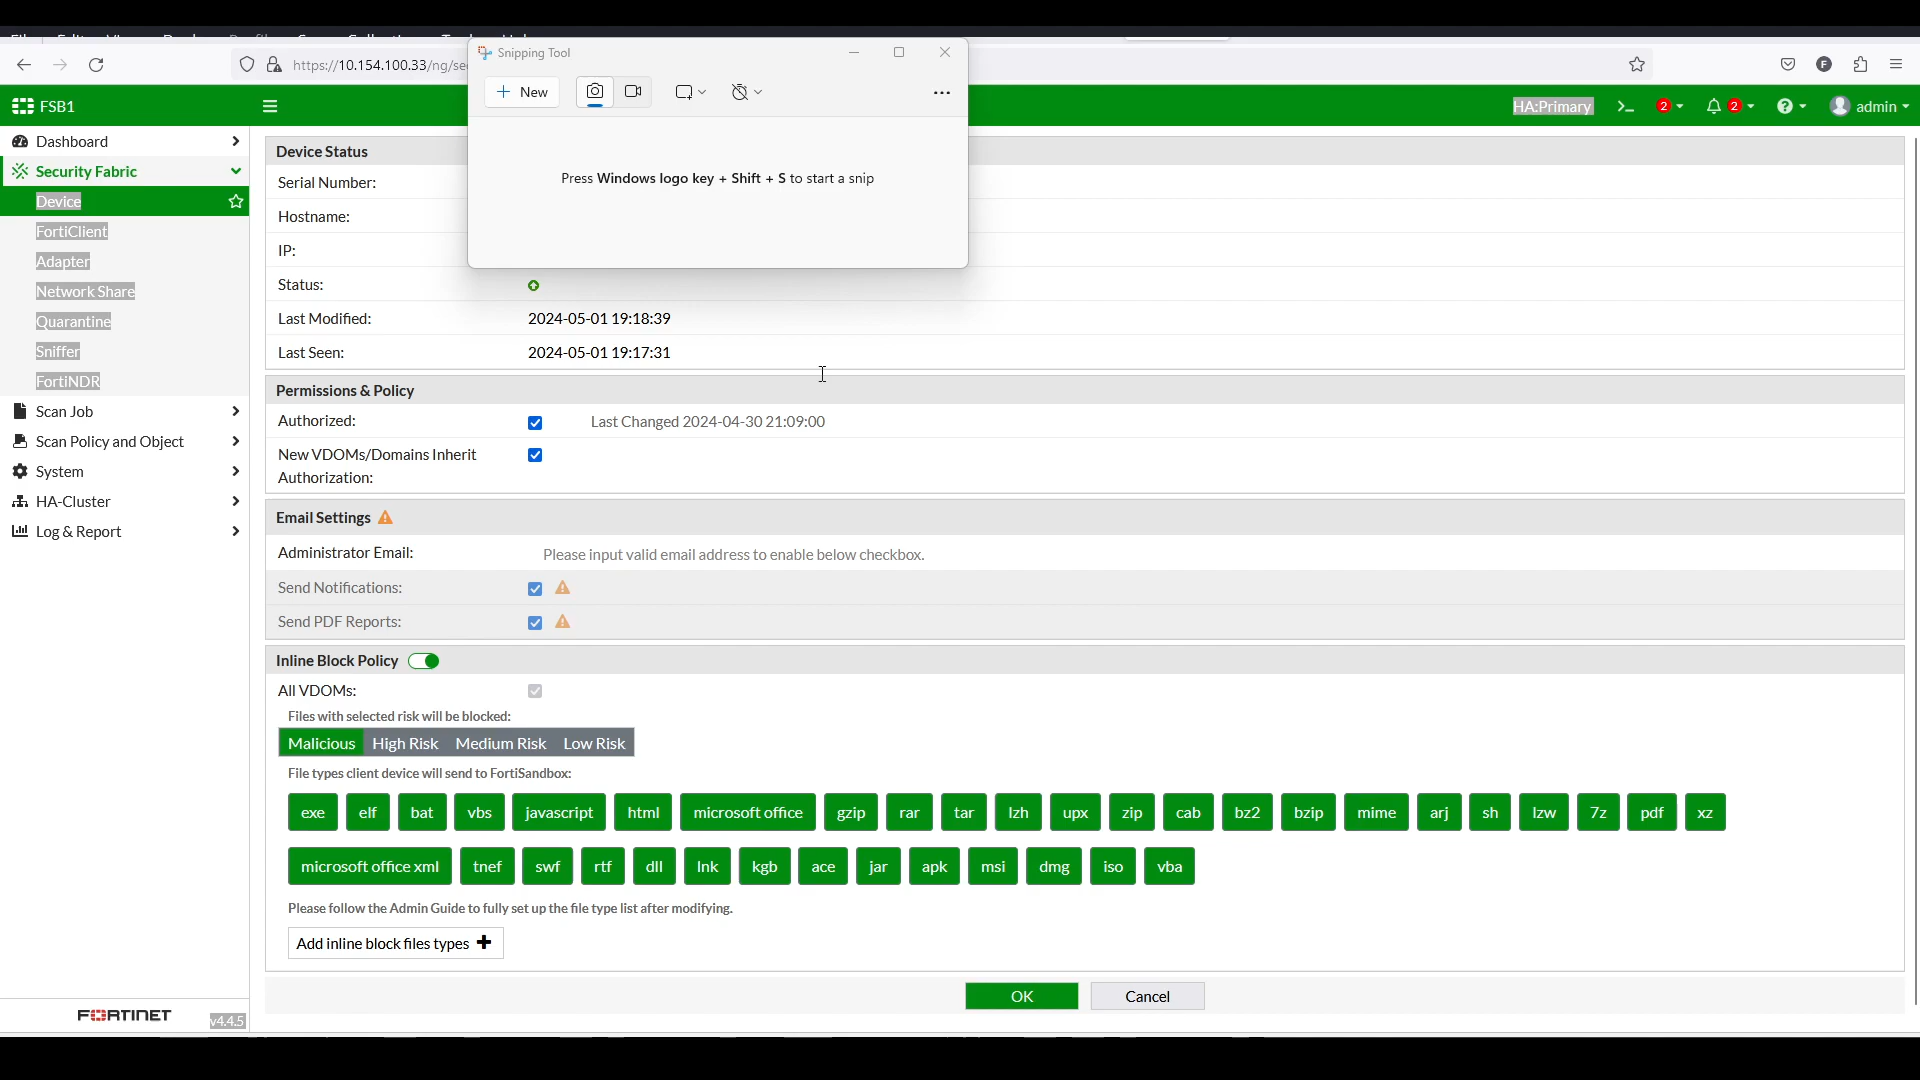 Snipping Tool
https://10.154.100.33/ng/se
New
FSB1
HA:Primary
2
2
admin
Press Windows logo key + Shift + S to start a snip
Dashboard
Security Fabric
Device
FortiClient
Adapter
Network Share
Quarantine
Sniffer
FortiNDR
Scan Job
Scan Policy and Object
System
HA-Cluster
Log & Report
FORTINET
v4.4.5
Device Status
Serial Number:
Hostname:
IP:
Status:
Last Modified: 2024-05-01 19:18:39
Last Seen: 2024-05-01 19:17:31
Permissions & Policy
Authorized: Last Changed 2024-04-30 21:09:00
New VDOMs/Domains Inherit
Authorization:
Email Settings
Administrator Email: Please input valid email address to enable below checkbox.
Send Notifications:
Send PDF Reports:
Inline Block Policy
All VDOMs:
Files with selected risk will be blocked:
Malicious High Risk Medium Risk Low Risk
File types client device will send to FortiSandbox:
exe elf bat vbs javascript html microsoft office gzip rar tar lzh upx zip cab bz2 bzip mime arj sh lzw 7z pdf xz
microsoft office xml tnef swf rtf dll lnk kgb ace jar apk msi dmg iso vba
Please follow the Admin Guide to fully set up the file type list after modifying.
Add inline block files types
OK Cancel